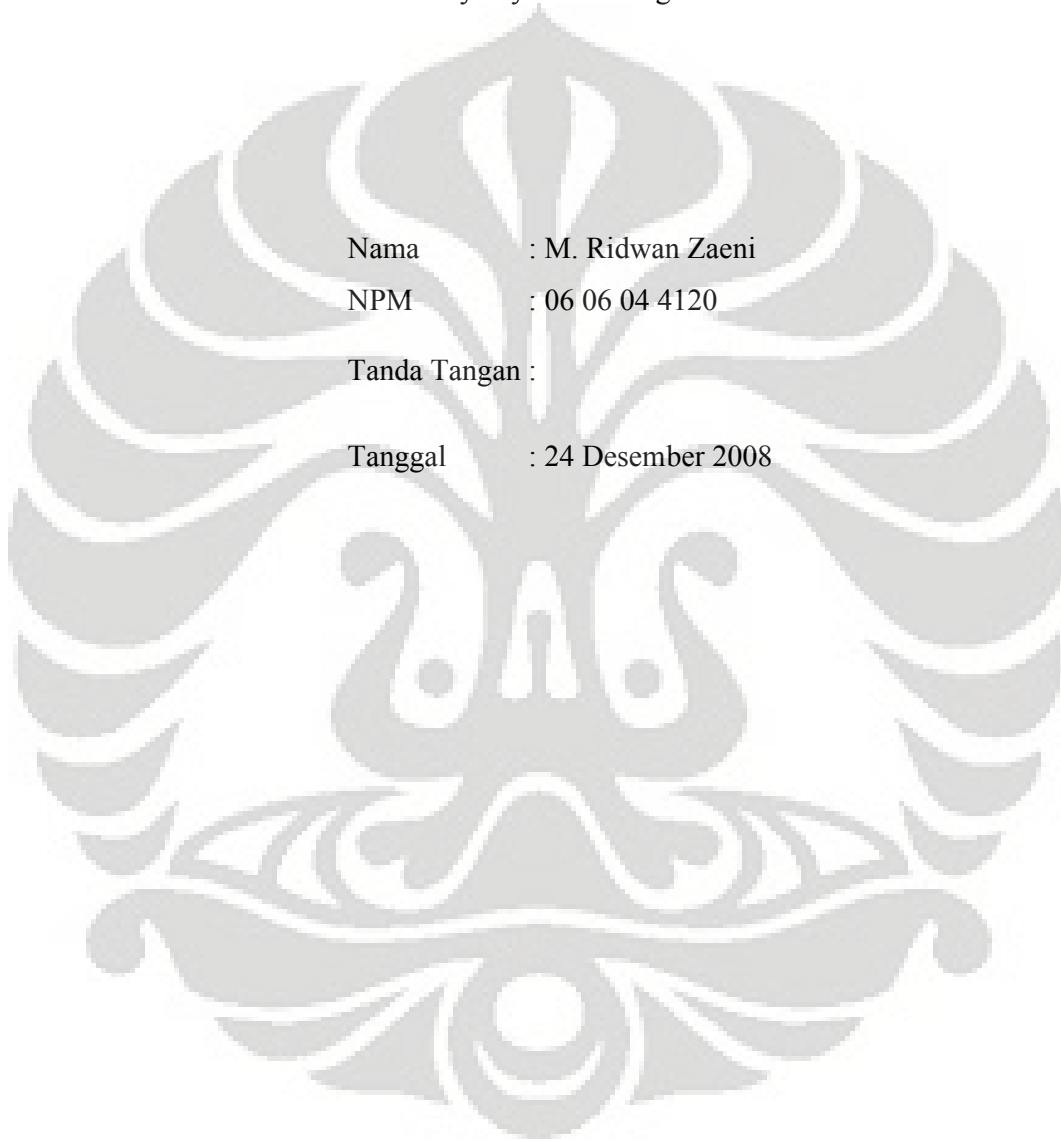 Nama : M. Ridwan Zaeni
NPM : 06 06 04 4120
Tanda Tangan :
Tanggal : 24 Desember 2008